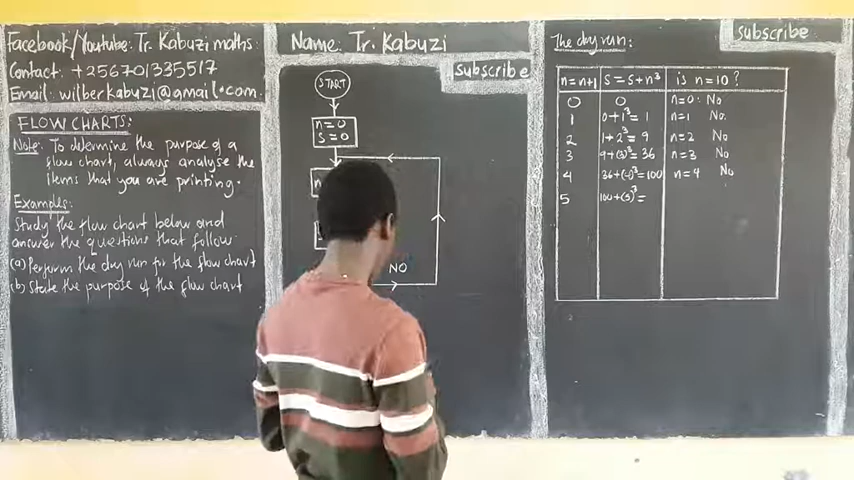 Facebook/Youtube: Tr. Kabuzi maths.
Contact: +256701335517
Email: wilberkabuzi@gmail.com
FLOW CHARTS:
Note: To determine the purpose of a
flow chart, always analyse the
items that you are printing.
Examples
Study the flow chart below and
answer the questions that follow.
(a) Perform the dry run for the flow chart
(b) State the purpose of the flow chart
Name: Tr. Kabuzi
Subscribe
START
n=0
S=0
n
NO
Subscribe
The dry run:
n=n+1 S=S+n³ is n=10?
0 0 n=0: No
1 0+1³=1 n=1 No.
2 1+2³=9 n=2 No
3 9+(3)³=36 n=3 No
4 36+(4)³=100 n=4 No
5 100+(5)³=